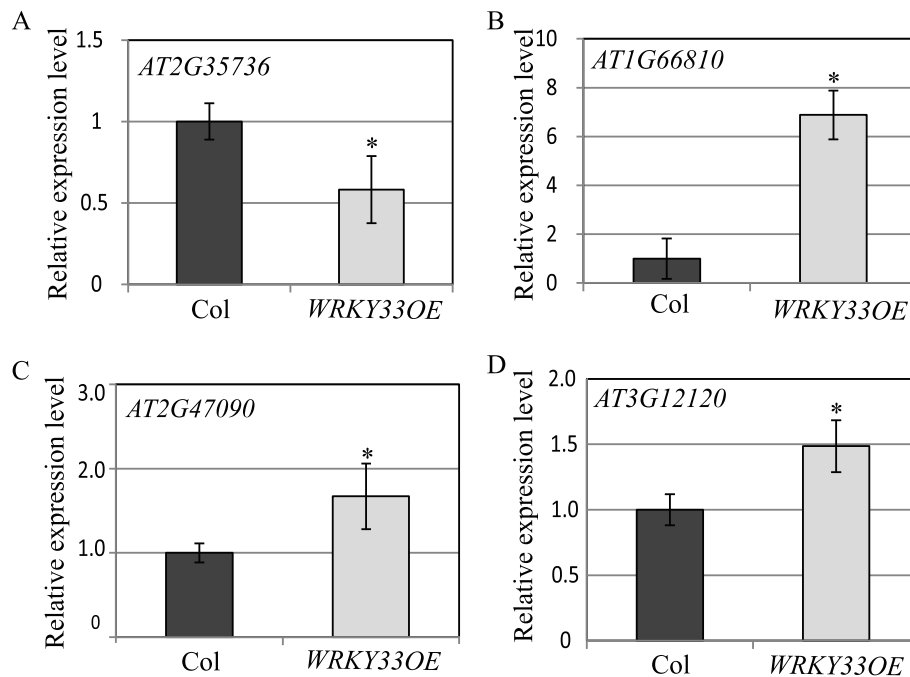 A
Relative expression level
1.5
1
0.5
0
AT2G35736
*
Col
WRKY33OE
B
Relative expression level
10
8
6
4
2
0
AT1G66810
*
Col
WRKY33OE
C
Relative expression level
3.0
2.0
1.0
0
AT2G47090
*
Col
WRKY33OE
D
Relative expression level
2.0
1.5
1.0
0.5
0
AT3G12120
*
Col
WRKY33OE